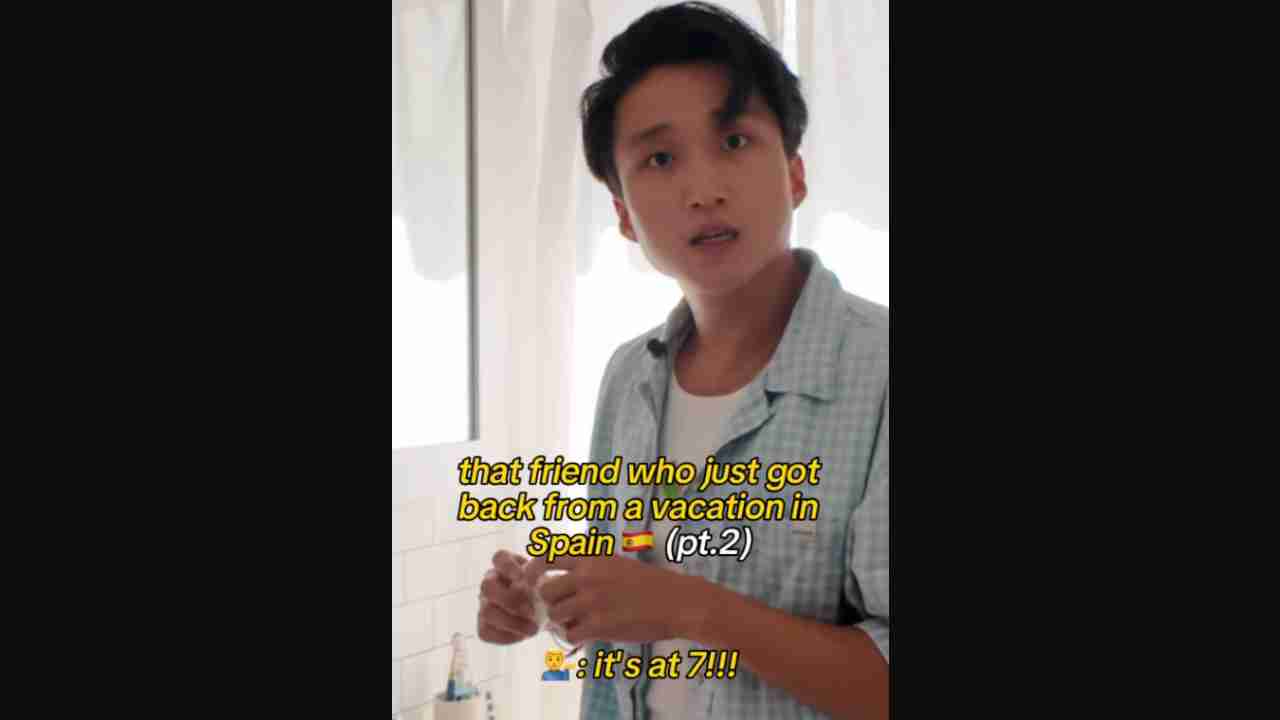 that friend who just got
back from a vacation in
Spain 🇪🇸 (pt.2)
💁‍♂️: it's at 7!!!